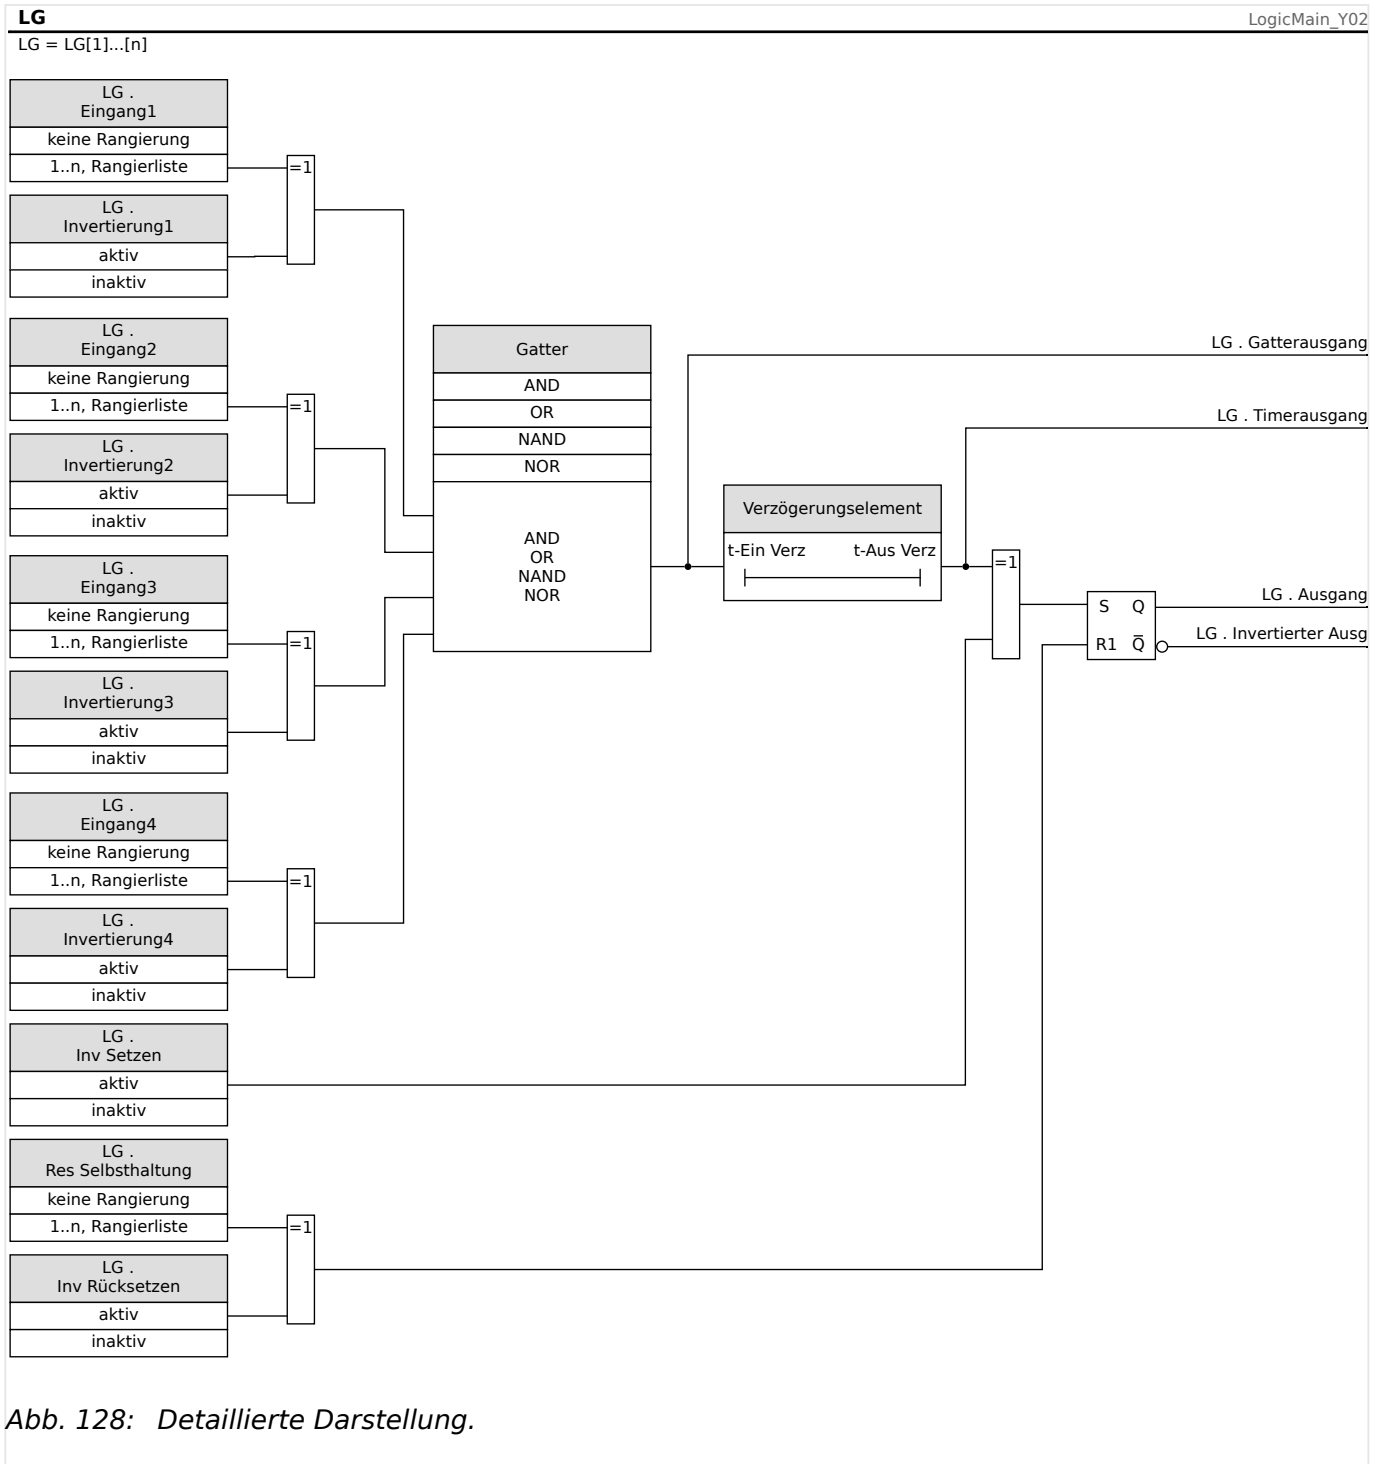 LG
LogicMain_Y02
LG = LG[1]...[n]
LG .
Eingang1
keine Rangierung
1..n, Rangierliste
=1
LG .
Invertierung1
aktiv
inaktiv
LG .
Eingang2
keine Rangierung
1..n, Rangierliste
=1
LG .
Invertierung2
aktiv
inaktiv
LG .
Eingang3
keine Rangierung
1..n, Rangierliste
=1
LG .
Invertierung3
aktiv
inaktiv
LG .
Eingang4
keine Rangierung
1..n, Rangierliste
=1
LG .
Invertierung4
aktiv
inaktiv
LG .
Inv Setzen
aktiv
inaktiv
LG .
Res Selbsthaltung
keine Rangierung
1..n, Rangierliste
=1
LG .
Inv Rücksetzen
aktiv
inaktiv
Gatter
AND
OR
NAND
NOR
AND
OR
NAND
NOR
Verzögerungselement
t-Ein Verz t-Aus Verz
=1
S Q
R1 Q̅
LG . Gatterausgang
LG . Timerausgang
LG . Ausgang
LG . Invertierter Ausg
Abb. 128: Detaillierte Darstellung.